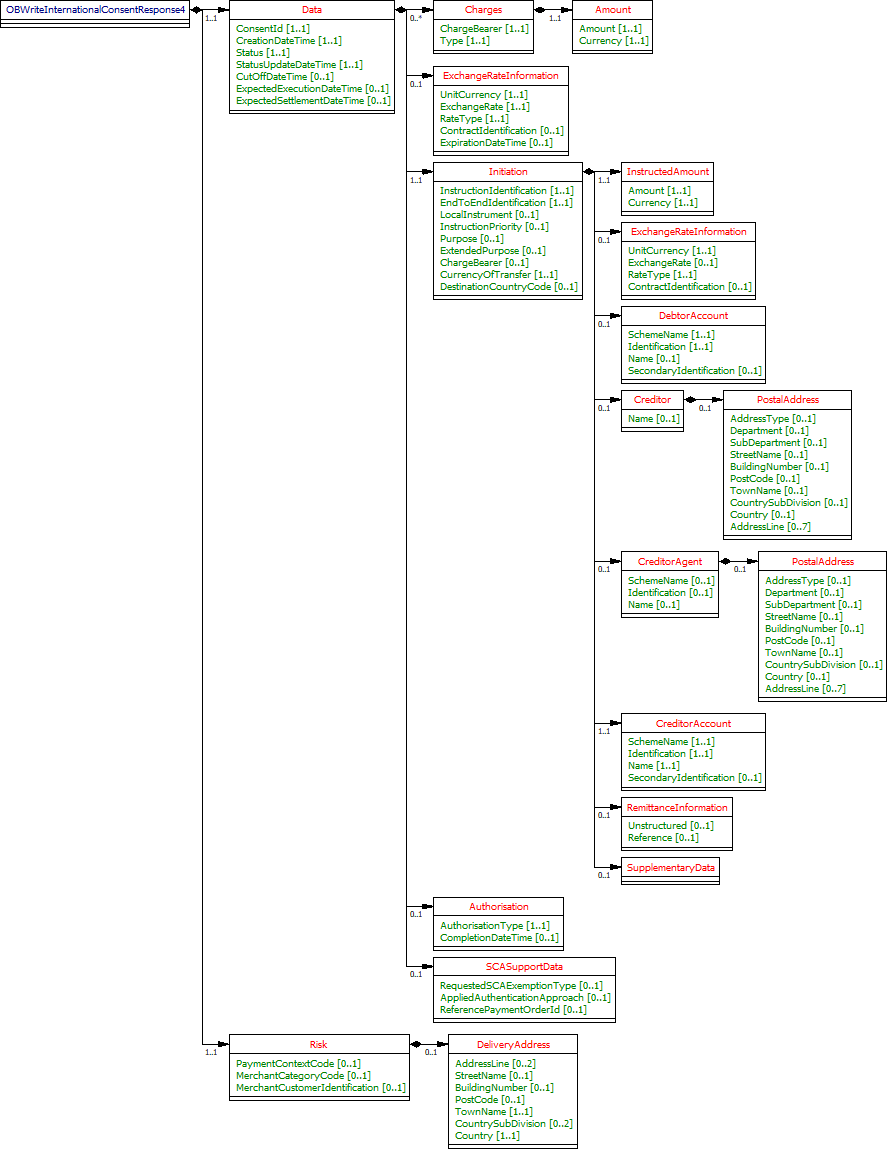 OBWriteInternationalConsentResponse4
1..1
Data
ConsentId [1..1]
CreationDateTime [1..1]
Status [1..1]
StatusUpdateDateTime [1..1]
CutOffDateTime [0..1]
ExpectedExecutionDateTime [0..1]
ExpectedSettlementDateTime [0..1]
0..*
Charges
ChargeBearer [1..1]
Type [1..1]
1..1
Amount
Amount [1..1]
Currency [1..1]
0..1
ExchangeRateInformation
UnitCurrency [1..1]
ExchangeRate [1..1]
RateType [1..1]
ContractIdentification [0..1]
ExpirationDateTime [0..1]
1..1
Initiation
InstructionIdentification [1..1]
EndToEndIdentification [1..1]
LocalInstrument [0..1]
InstructionPriority [0..1]
Purpose [0..1]
ExtendedPurpose [0..1]
ChargeBearer [0..1]
CurrencyOfTransfer [1..1]
DestinationCountryCode [0..1]
1..1
InstructedAmount
Amount [1..1]
Currency [1..1]
0..1
ExchangeRateInformation
UnitCurrency [1..1]
ExchangeRate [0..1]
RateType [1..1]
ContractIdentification [0..1]
0..1
DebtorAccount
SchemeName [1..1]
Identification [1..1]
Name [0..1]
SecondaryIdentification [0..1]
0..1
Creditor
Name [0..1]
0..1
PostalAddress
AddressType [0..1]
Department [0..1]
SubDepartment [0..1]
StreetName [0..1]
BuildingNumber [0..1]
PostCode [0..1]
TownName [0..1]
CountrySubDivision [0..1]
Country [0..1]
AddressLine [0..7]
0..1
CreditorAgent
SchemeName [0..1]
Identification [0..1]
Name [0..1]
0..1
PostalAddress
AddressType [0..1]
Department [0..1]
SubDepartment [0..1]
StreetName [0..1]
BuildingNumber [0..1]
PostCode [0..1]
TownName [0..1]
CountrySubDivision [0..1]
Country [0..1]
AddressLine [0..7]
1..1
CreditorAccount
SchemeName [1..1]
Identification [1..1]
Name [1..1]
SecondaryIdentification [0..1]
0..1
RemittanceInformation
Unstructured [0..1]
Reference [0..1]
0..1
SupplementaryData
0..1
Authorisation
AuthorisationType [1..1]
CompletionDateTime [0..1]
0..1
SCASupportData
RequestedSCAExemptionType [0..1]
AppliedAuthenticationApproach [0..1]
ReferencePaymentOrderId [0..1]
1..1
Risk
PaymentContextCode [0..1]
MerchantCategoryCode [0..1]
MerchantCustomerIdentification [0..1]
0..1
DeliveryAddress
AddressLine [0..2]
StreetName [0..1]
BuildingNumber [0..1]
PostCode [0..1]
TownName [1..1]
CountrySubDivision [0..2]
Country [1..1]